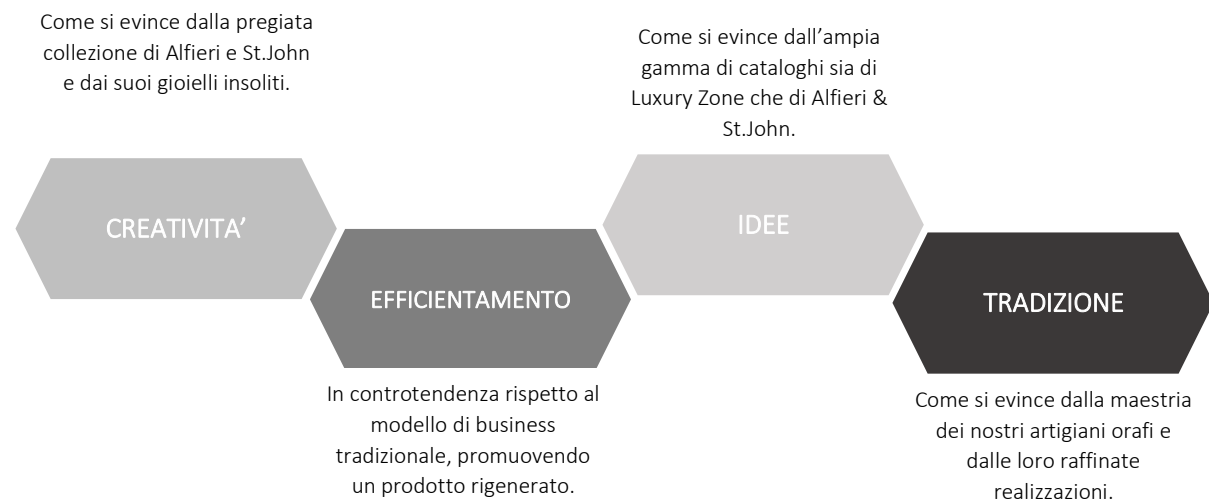 Come si evince dalla pregiata
collezione di Alfieri e St.John
e dai suoi gioielli insoliti.
CREATIVITA’
EFFICIENTAMENTO
In controtendenza rispetto al
modello di business
tradizionale, promuovendo
un prodotto rigenerato.
Come si evince dall’ampia
gamma di cataloghi sia di
Luxury Zone che di Alfieri &
St.John.
IDEE
TRADIZIONE
Come si evince dalla maestria
dei nostri artigiani orafi e
dalle loro raffinate
realizzazioni.